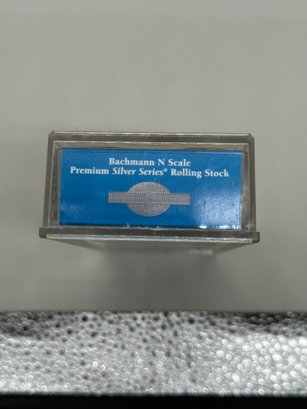 Bachmann N Scale
Premium Silver Series® Rolling Stock